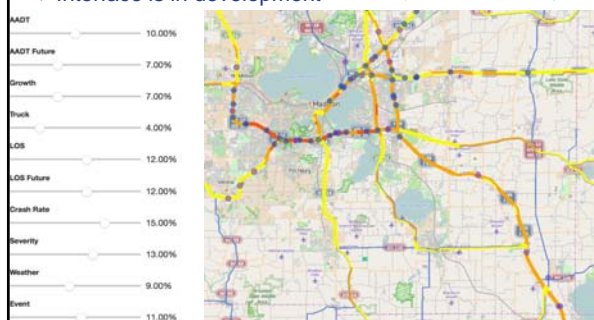 Interface is in development
AADT
10.00%
AADT Future
7.00%
Growth
7.00%
Truck
4.00%
LOS
12.00%
LOS Future
12.00%
Crash Rate
15.00%
Severity
13.00%
Weather
9.00%
Event
11.00%
Madison